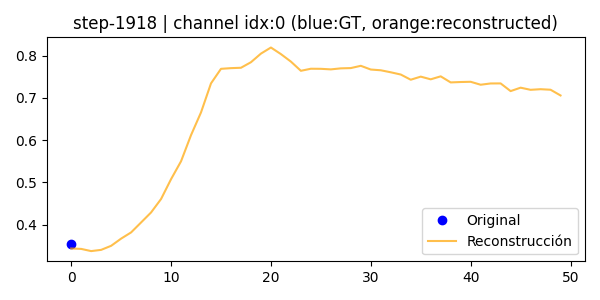 step-1918 | channel idx:0 (blue:GT, orange:reconstructed)
0.8
0.7
0.6
0.5
0.4
Original
Reconstrucción
0 10 20 30 40 50